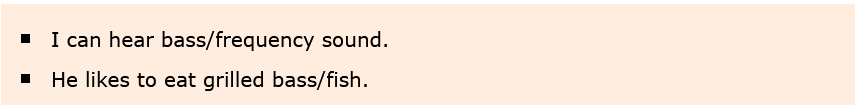 ▪ I can hear bass/frequency sound.
▪ He likes to eat grilled bass/fish.